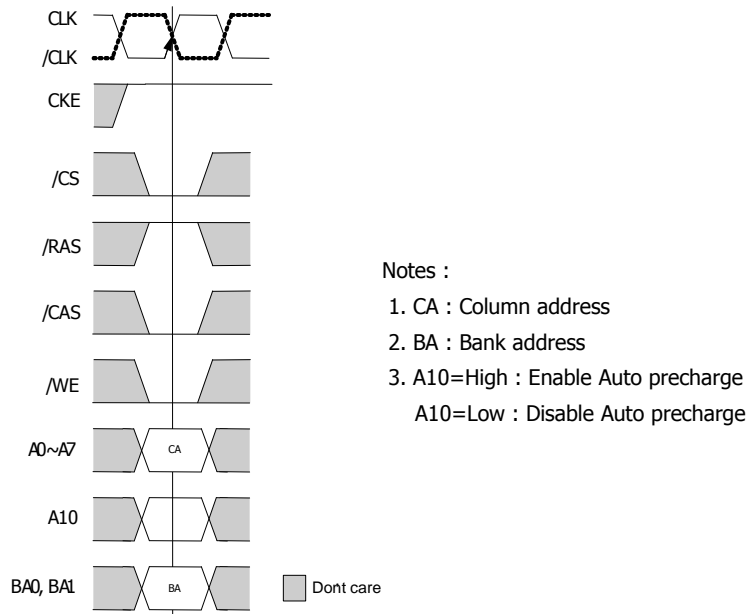 CLK
/CLK
CKE
/CS
/RAS
/CAS
/WE
A0~A7
CA
A10
BA0, BA1
BA
Dont care
Notes :
1. CA : Column address
2. BA : Bank address
3. A10=High : Enable Auto precharge
A10=Low : Disable Auto precharge